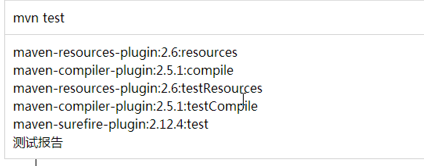 mvn test
maven-resources-plugin:2.6:resources
maven-compiler-plugin:2.5.1:compile
maven-resources-plugin:2.6:testResources
maven-compiler-plugin:2.5.1:testCompile
maven-surefire-plugin:2.12.4:test
测试报告